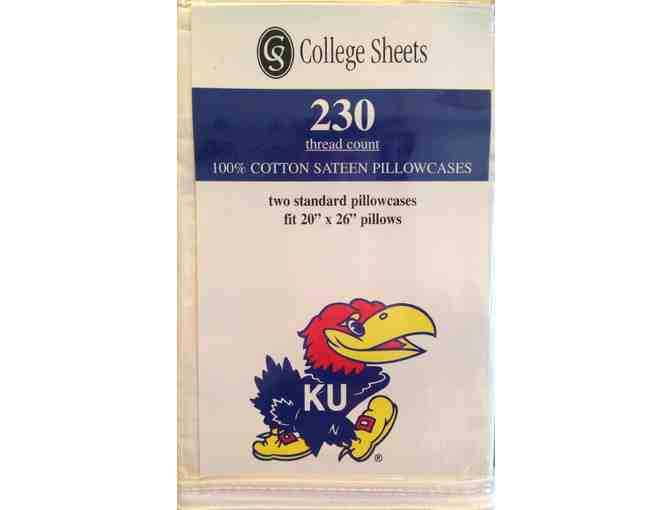 CS College Sheets
230
thread count
100% COTTON SATEEN PILLOWCASES
two standard pillowcases
fit 20” x 26” pillows
KU
®